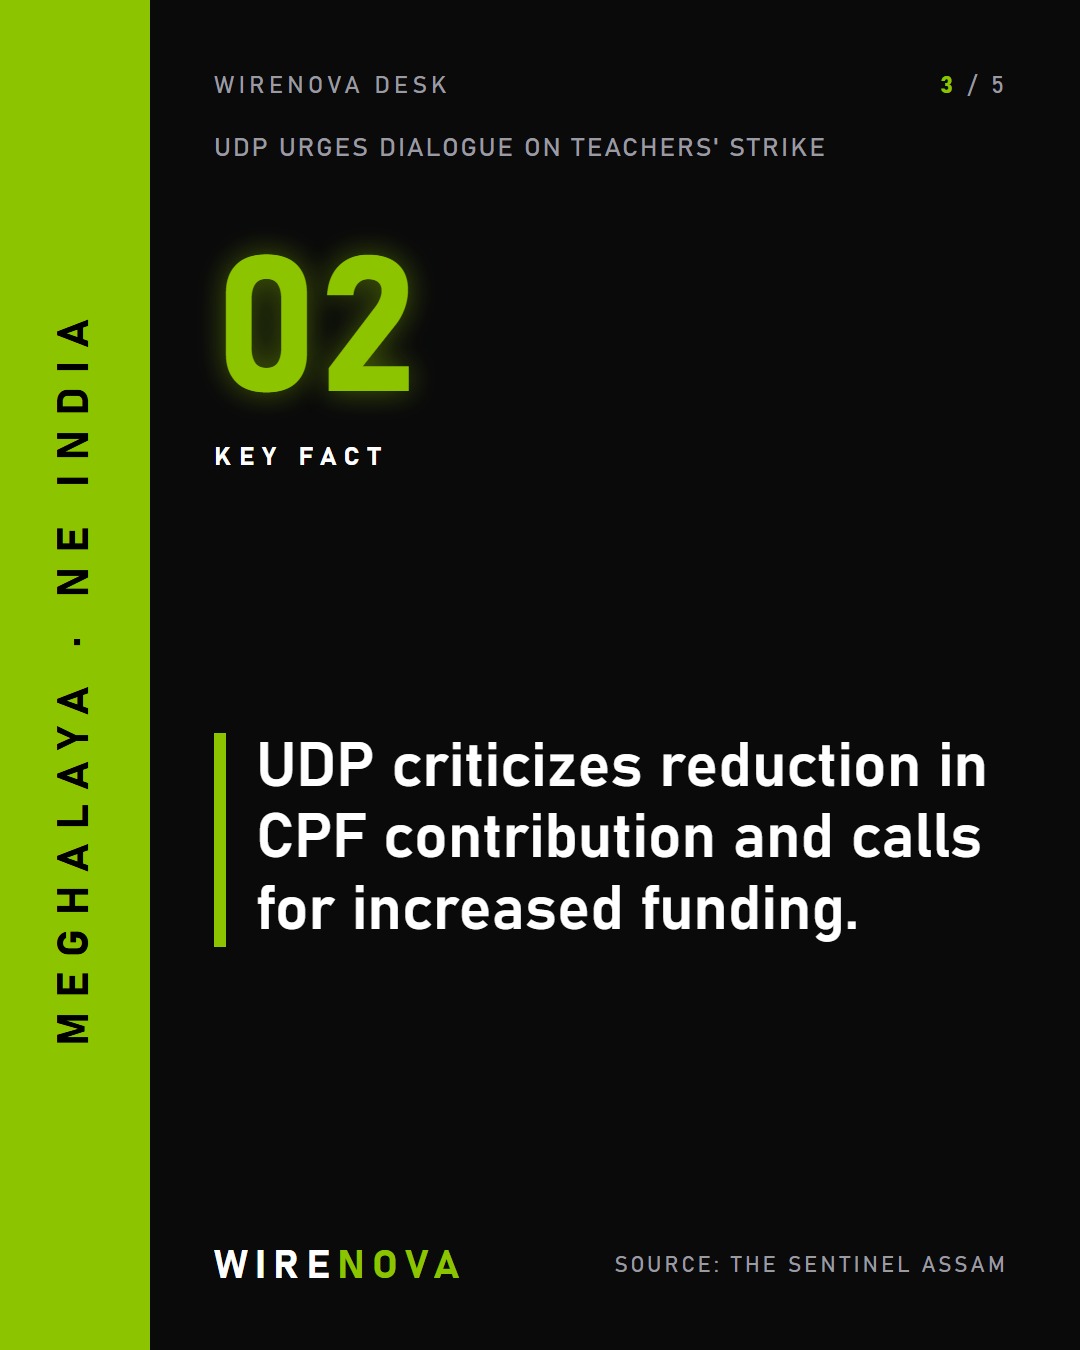 MEGHALAYA · NE INDIA
WIRENOVA DESK
3 / 5
UDP URGES DIALOGUE ON TEACHERS' STRIKE
02
KEY FACT
UDP criticizes reduction in
CPF contribution and calls
for increased funding.
WIRENOVA
SOURCE: THE SENTINEL ASSAM